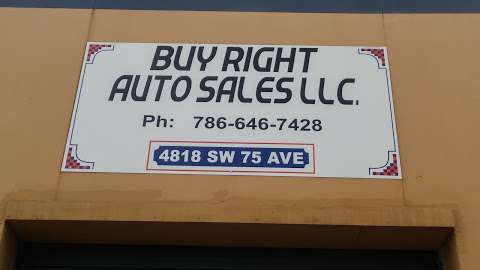 BUY RIGHT
AUTO SALES LLC.
Ph: 786-646-7428
4818 SW 75 AVE